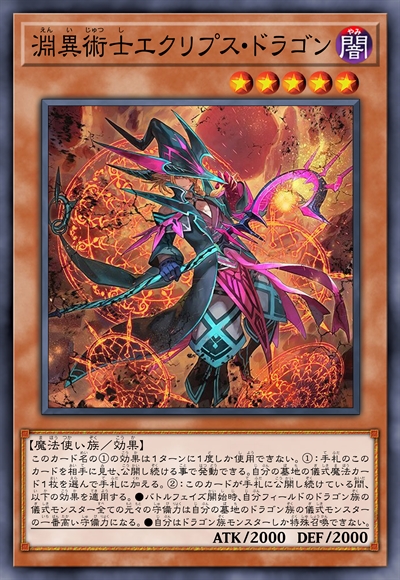 淵異術士エクリプス・ドラゴン
闇
【魔法使い族／効果】
このカード名の①の効果は1ターンに1度しか使用できない。①：手札のこの
カードを相手に見せ、公開し続ける事で発動できる。自分の墓地の儀式魔法カー
ド1枚を選んで手札に加える。②：このカードが手札に公開し続けている間、
以下の効果を適用する。●バトルフェイズ開始時、自分フィールドのドラゴン族の
儀式モンスター全ての元々の守備力は自分の墓地のドラゴン族の儀式モンスター
の一番高い守備力になる。●自分はドラゴン族モンスターしか特殊召喚できない。
ATK/2000 DEF/2000